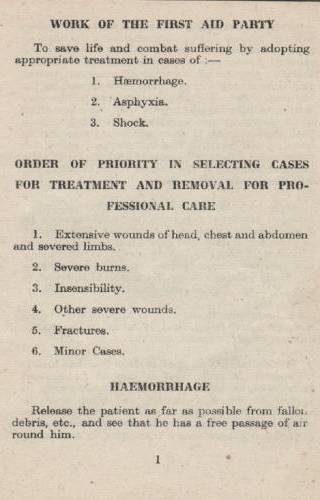 WORK OF THE FIRST AID PARTY
To save life and combat suffering by adopting
appropriate treatment in cases of :—
1. Hæmorrhage.
2. Asphyxia.
3. Shock.
ORDER OF PRIORITY IN SELECTING CASES
FOR TREATMENT AND REMOVAL FOR PRO-
FESSIONAL CARE
1. Extensive wounds of head, chest and abdomen
and severed limbs.
2. Severe burns.
3. Insensibility.
4. Other severe wounds.
5. Fractures.
6. Minor Cases.
HAEMORRHAGE
Release the patient as far as possible from fallen
debris, etc., and see that he has a free passage of air
round him.
1